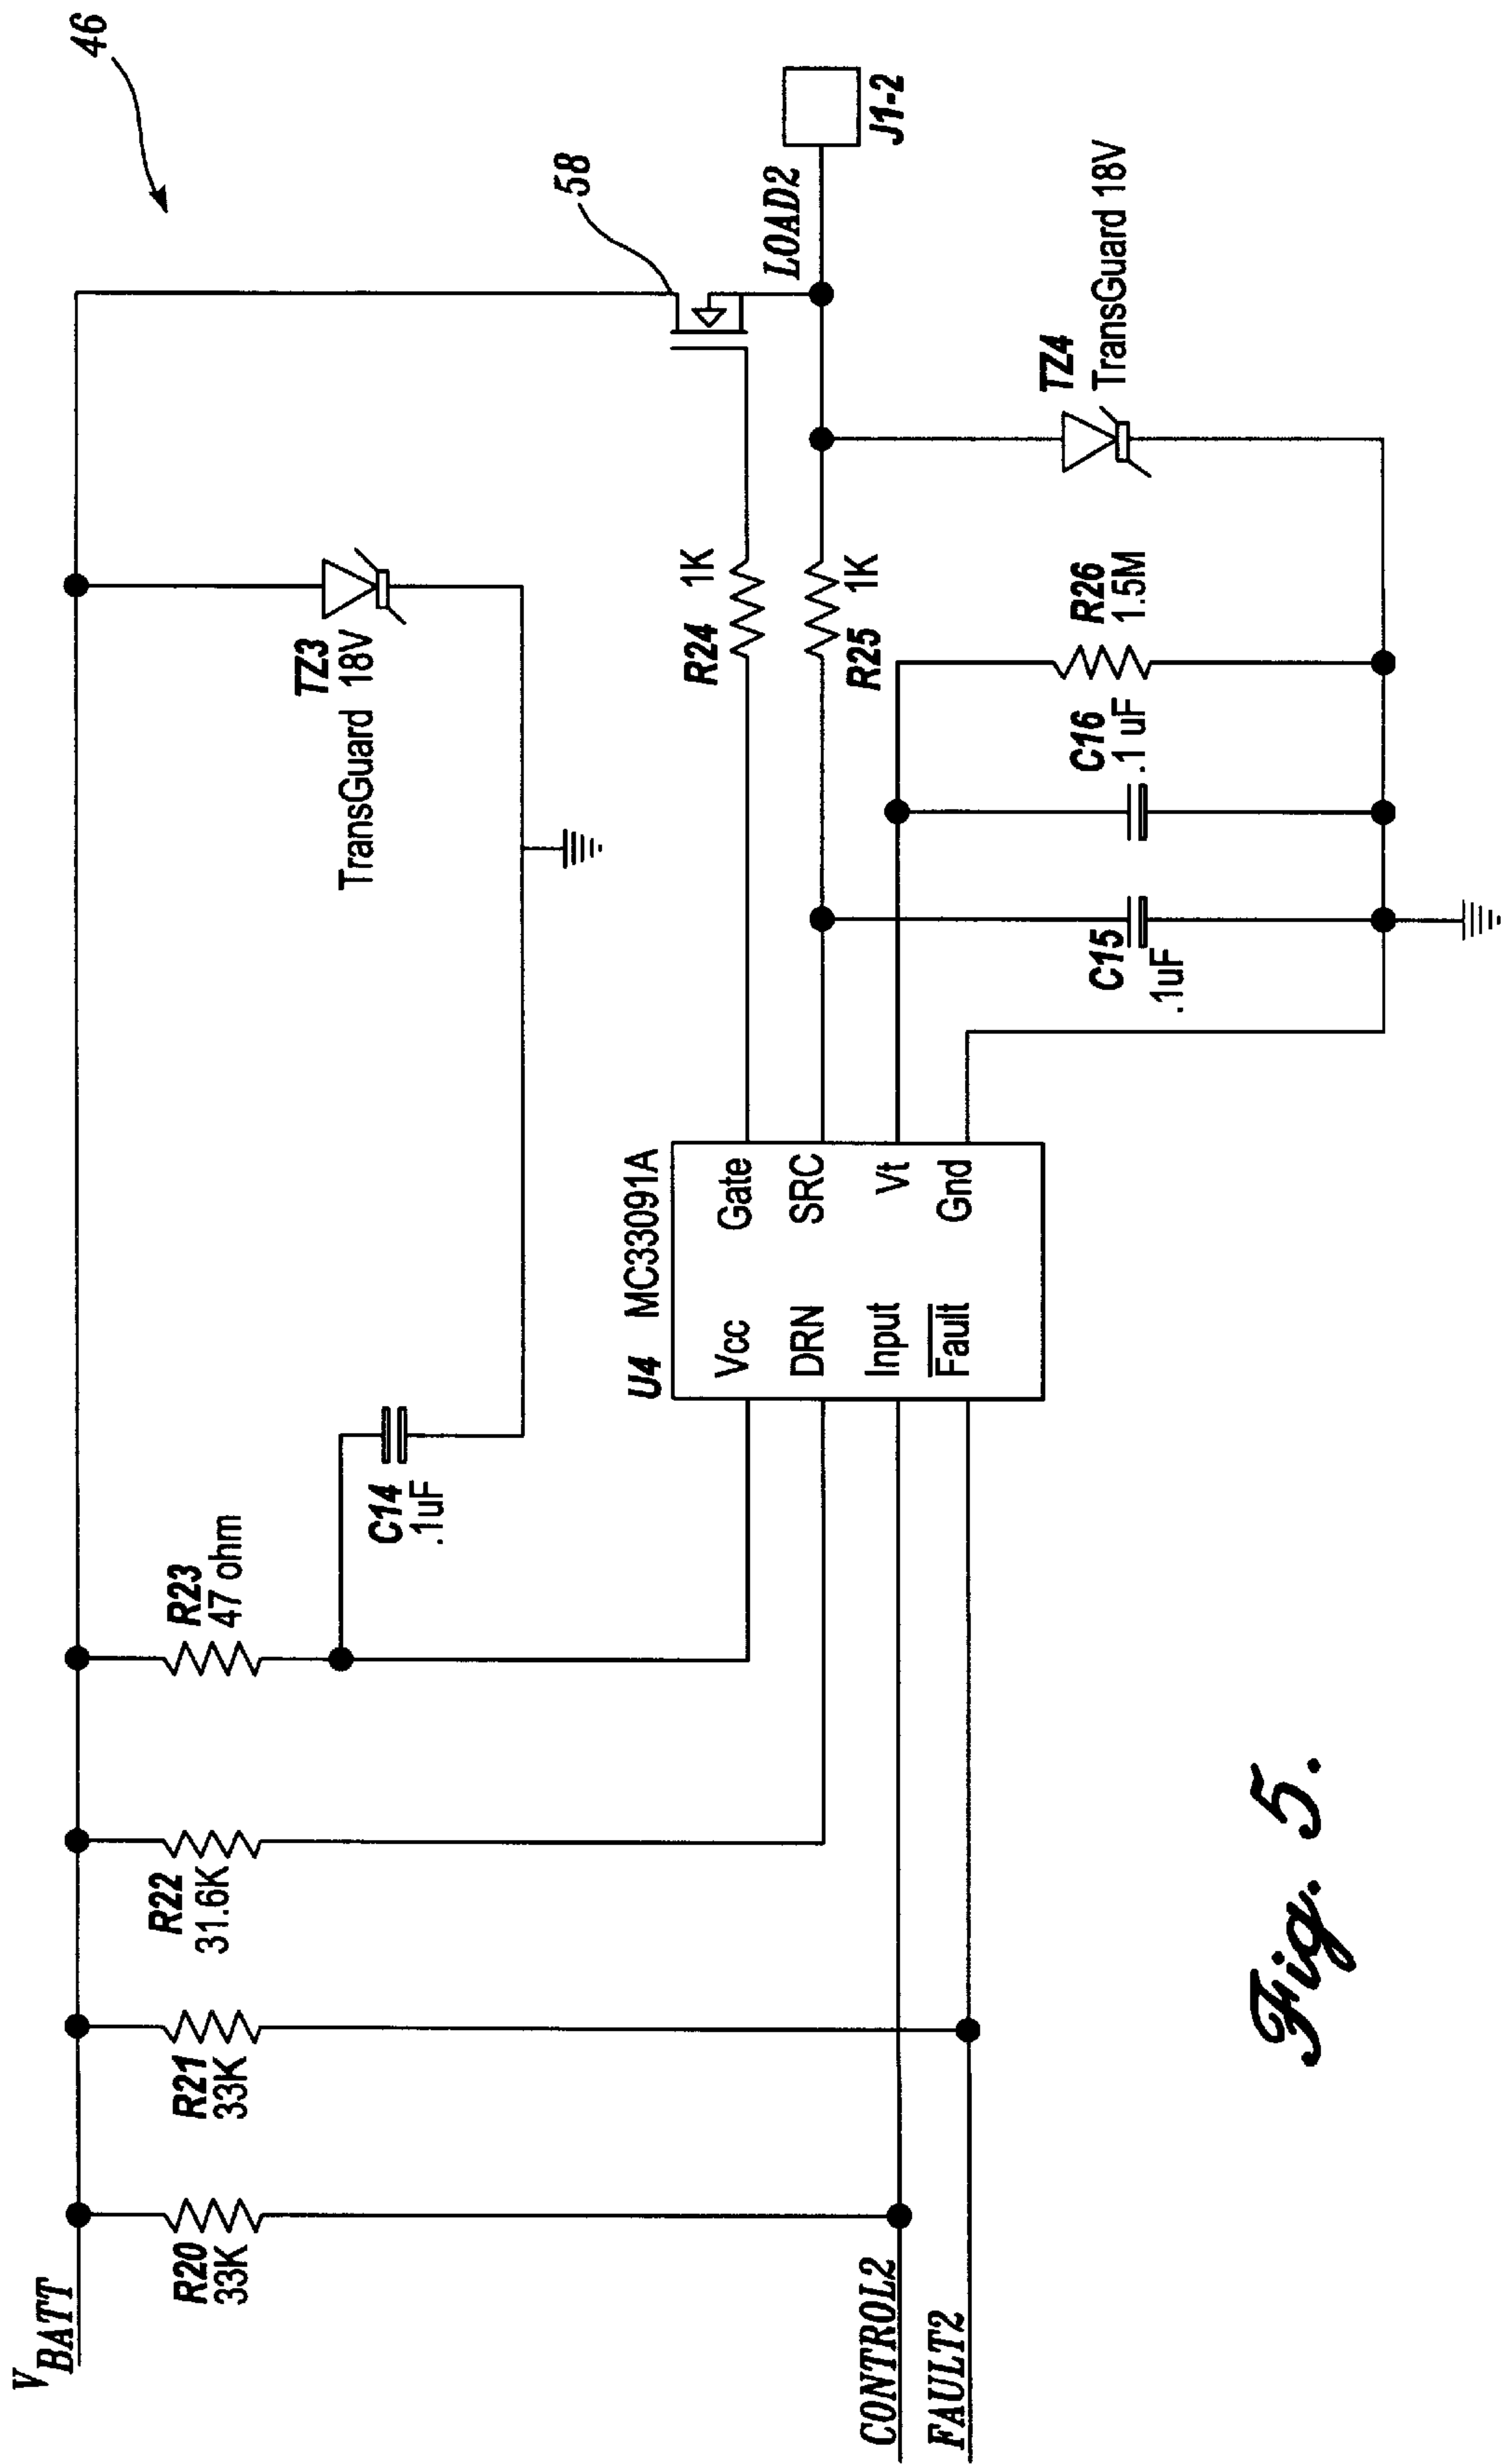 46
V BATT
R20
33K
R21
33K
R22
31.6K
R23
47 ohm
C14
.1uF
TZ3
TransGuard 18V
58
U4 MC33091A
Vcc
DRN
Input
Fault
Gate
SRC
Vt
Gnd
R24 1K
R25 1K
LOAD2
J1-2
CONTROL2
FAULT2
C15
.1uF
C16
.1 uF
R26
1.5M
TZ4
TransGuard 18V
Fig. 5.